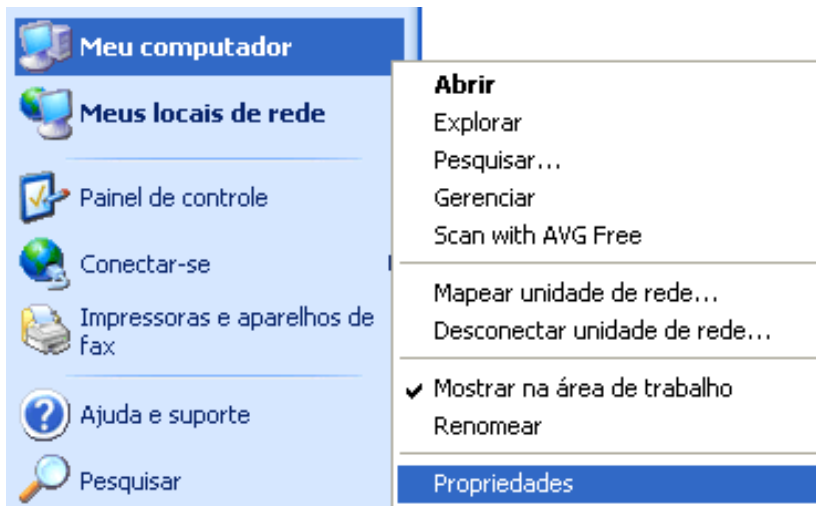 Meu computador
Meus locais de rede
Painel de controle
Conectar-se
Impressoras e aparelhos de
fax
Ajuda e suporte
Pesquisar
Abrir
Explorar
Pesquisar...
Gerenciar
Scan with AVG Free
Mapear unidade de rede...
Desconectar unidade de rede...
Mostrar na área de trabalho
Renomear
Propriedades